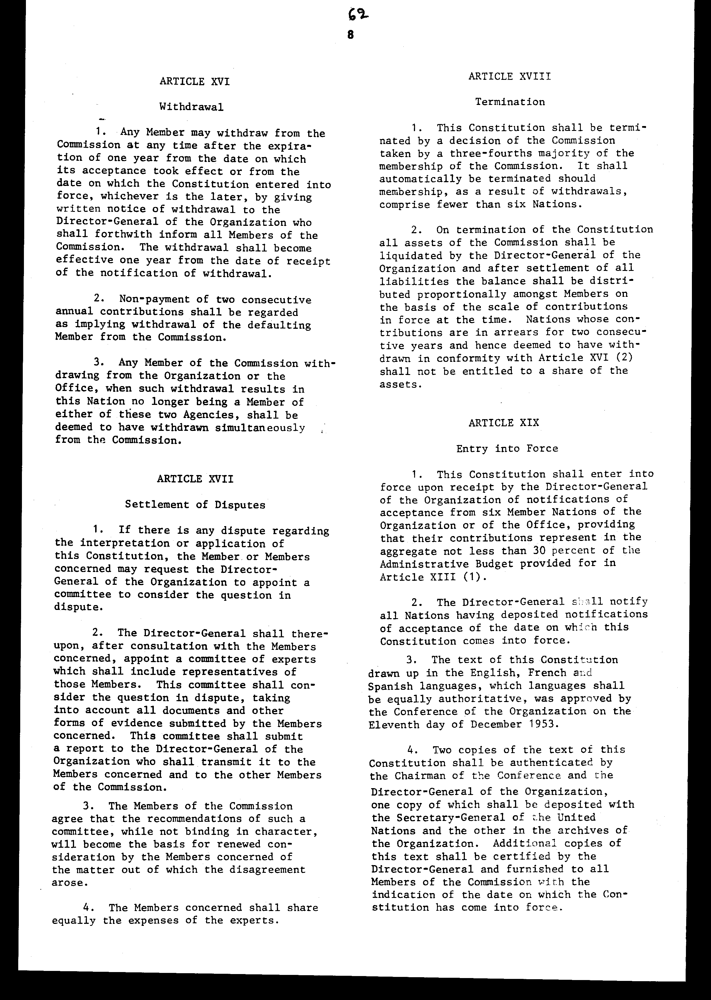 62
8
ARTICLE XVI
Withdrawal
1. Any Member may withdraw from the
Commission at any time after the expira-
tion of one year from the date on which
its acceptance took effect or from the
date on which the Constitution entered into
force, whichever is the later, by giving
written notice of withdrawal to the
Director-General of the Organization who
shall forthwith inform all Members of the
Commission. The withdrawal shall become
effective one year from the date of receipt
of the notification of withdrawal.
2. Non-payment of two consecutive
annual contributions shall be regarded
as implying withdrawal of the defaulting
Member from the Commission.
3. Any Member of the Commission with-
drawing from the Organization or the
Office, when such withdrawal results in
this Nation no longer being a Member of
either of these two Agencies, shall be
deemed to have withdrawn simultaneously
from the Commission.
ARTICLE XVII
Settlement of Disputes
1. If there is any dispute regarding
the interpretation or application of
this Constitution, the Member or Members
concerned may request the Director-
General of the Organization to appoint a
committee to consider the question in
dispute.
2. The Director-General shall there-
upon, after consultation with the Members
concerned, appoint a committee of experts
which shall include representatives of
those Members. This committee shall con-
sider the question in dispute, taking
into account all documents and other
forms of evidence submitted by the Members
concerned. This committee shall submit
a report to the Director-General of the
Organization who shall transmit it to the
Members concerned and to the other Members
of the Commission.
3. The Members of the Commission
agree that the recommendations of such a
committee, while not binding in character,
will become the basis for renewed con-
sideration by the Members concerned of
the matter out of which the disagreement
arose.
4. The Members concerned shall share
equally the expenses of the experts.
ARTICLE XVIII
Termination
1. This Constitution shall be termi-
nated by a decision of the Commission
taken by a three-fourths majority of the
membership of the Commission. It shall
automatically be terminated should
membership, as a result of withdrawals,
comprise fewer than six Nations.
2. On termination of the Constitution
all assets of the Commission shall be
liquidated by the Director-General of the
Organization and after settlement of all
liabilities the balance shall be distri-
buted proportionally amongst Members on
the basis of the scale of contributions
in force at the time. Nations whose con-
tributions are in arrears for two consecu-
tive years and hence deemed to have with-
drawn in conformity with Article XVI (2)
shall not be entitled to a share of the
assets.
ARTICLE XIX
Entry into Force
1. This Constitution shall enter into
force upon receipt by the Director-General
of the Organization of notifications of
acceptance from six Member Nations of the
Organization or of the Office, providing
that their contributions represent in the
aggregate not less than 30 percent of the
Administrative Budget provided for in
Article XIII (1).
2. The Director-General shall notify
all Nations having deposited notifications
of acceptance of the date on which this
Constitution comes into force.
3. The text of this Constitution
drawn up in the English, French and
Spanish languages, which languages shall
be equally authoritative, was approved by
the Conference of the Organization on the
Eleventh day of December 1953.
4. Two copies of the text of this
Constitution shall be authenticated by
the Chairman of the Conference and the
Director-General of the Organization,
one copy of which shall be deposited with
the Secretary-General of the United
Nations and the other in the archives of
the Organization. Additional copies of
this text shall be certified by the
Director-General and furnished to all
Members of the Commission with the
indication of the date on which the Con-
stitution has come into force.